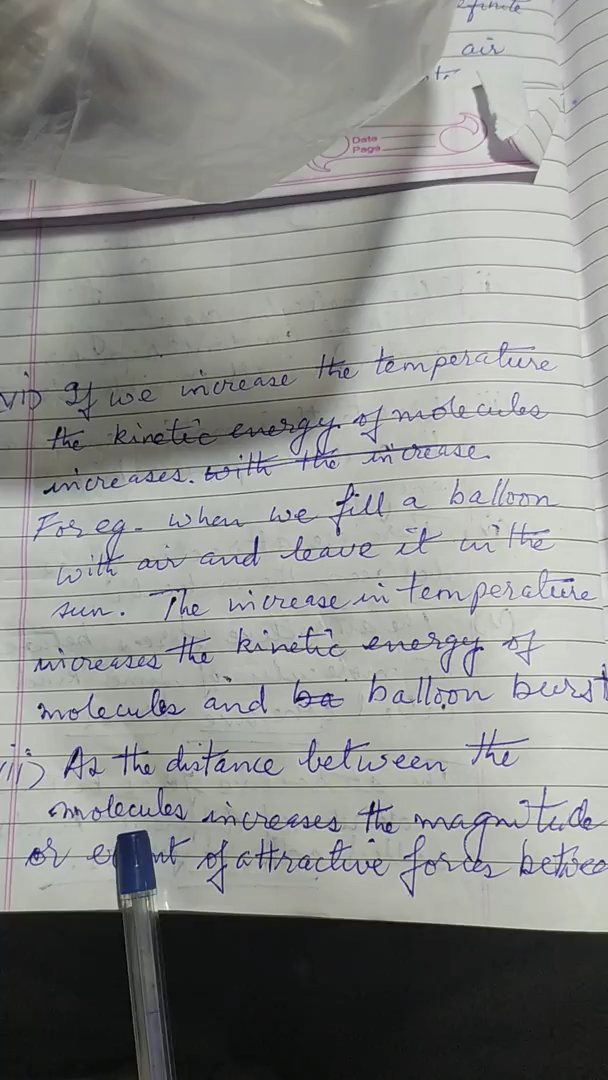 efinite
air
Date
Page
vi) If we increase the temperature
the kinetic energy of molecules
increases. with the increase.
For eg - when we fill a balloon
with air and leave it in the
sun. The increase in temperature
increases the kinetic energy of
molecules and ba balloon burst
ii) As the distance between the
molecules increases the magnitude
or of attractive forces betwee